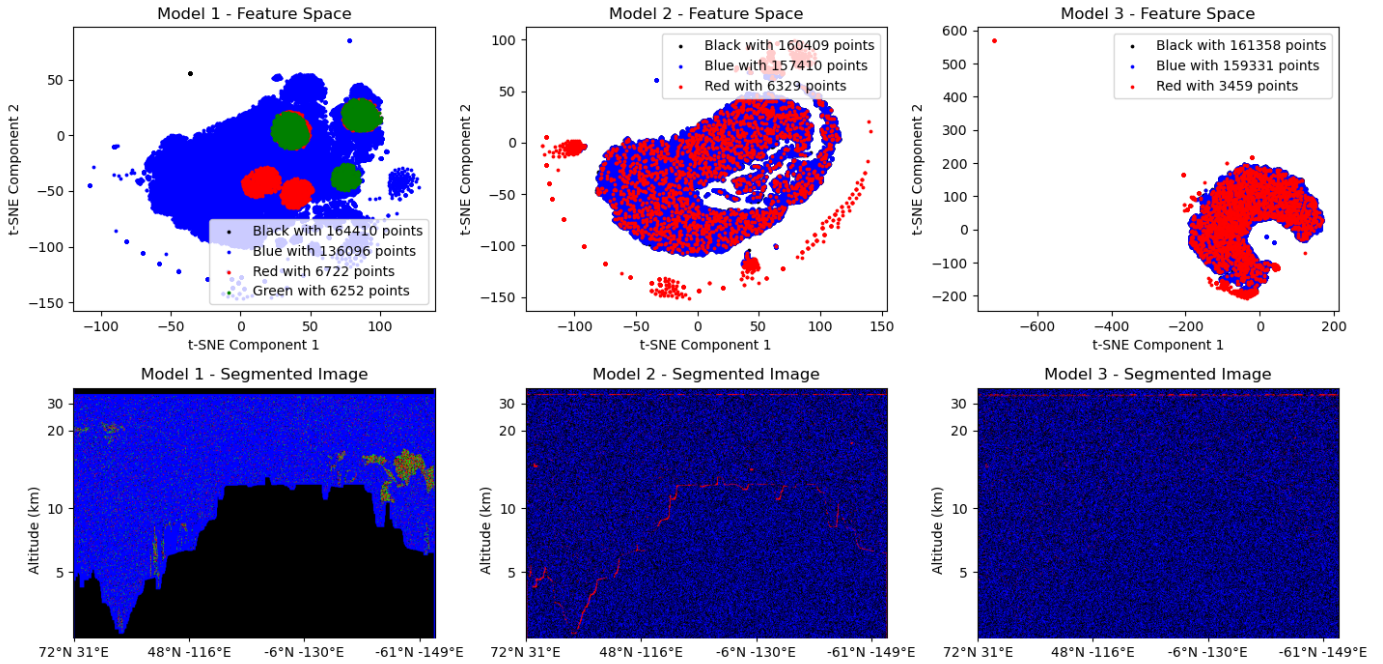 Model 1 - Feature Space
Model 2 - Feature Space
Model 3 - Feature Space
t-SNE Component 2
50
0
−50
−100
−150
Black with 164410 points
Blue with 136096 points
Red with 6722 points
Green with 6252 points
−100
−50
0
50
100
t-SNE Component 1
t-SNE Component 2
100
50
0
−50
−100
−150
Black with 160409 points
Blue with 157410 points
Red with 6329 points
−100
−50
0
50
100
150
t-SNE Component 1
t-SNE Component 2
600
500
400
300
200
100
0
−100
−200
Black with 161358 points
Blue with 159331 points
Red with 3459 points
−600
−400
−200
0
200
t-SNE Component 1
Model 1 - Segmented Image
Model 2 - Segmented Image
Model 3 - Segmented Image
Altitude (km)
30
20
10
5
72°N 31°E
48°N -116°E
-6°N -130°E
-61°N -149°E
Altitude (km)
30
20
10
5
72°N 31°E
48°N -116°E
-6°N -130°E
-61°N -149°E
Altitude (km)
30
20
10
5
72°N 31°E
48°N -116°E
-6°N -130°E
-61°N -149°E